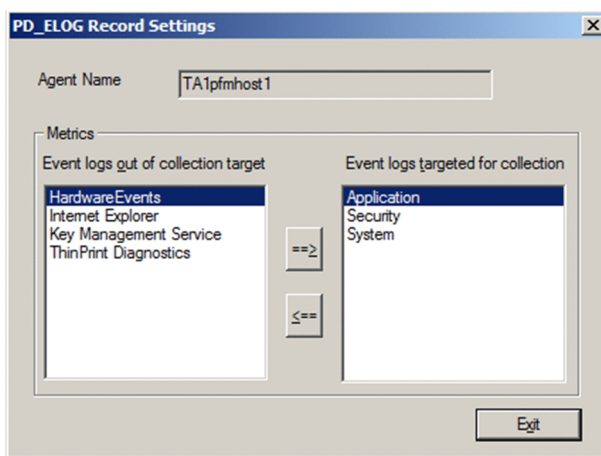 PD_ELOG Record Settings
Agent Name
TA1pfmhost1
Metrics
Event logs out of collection target
Event logs targeted for collection
HardwareEvents
Internet Explorer
Key Management Service
ThinPrint Diagnostics
==>
<==
Application
Security
System
Exit